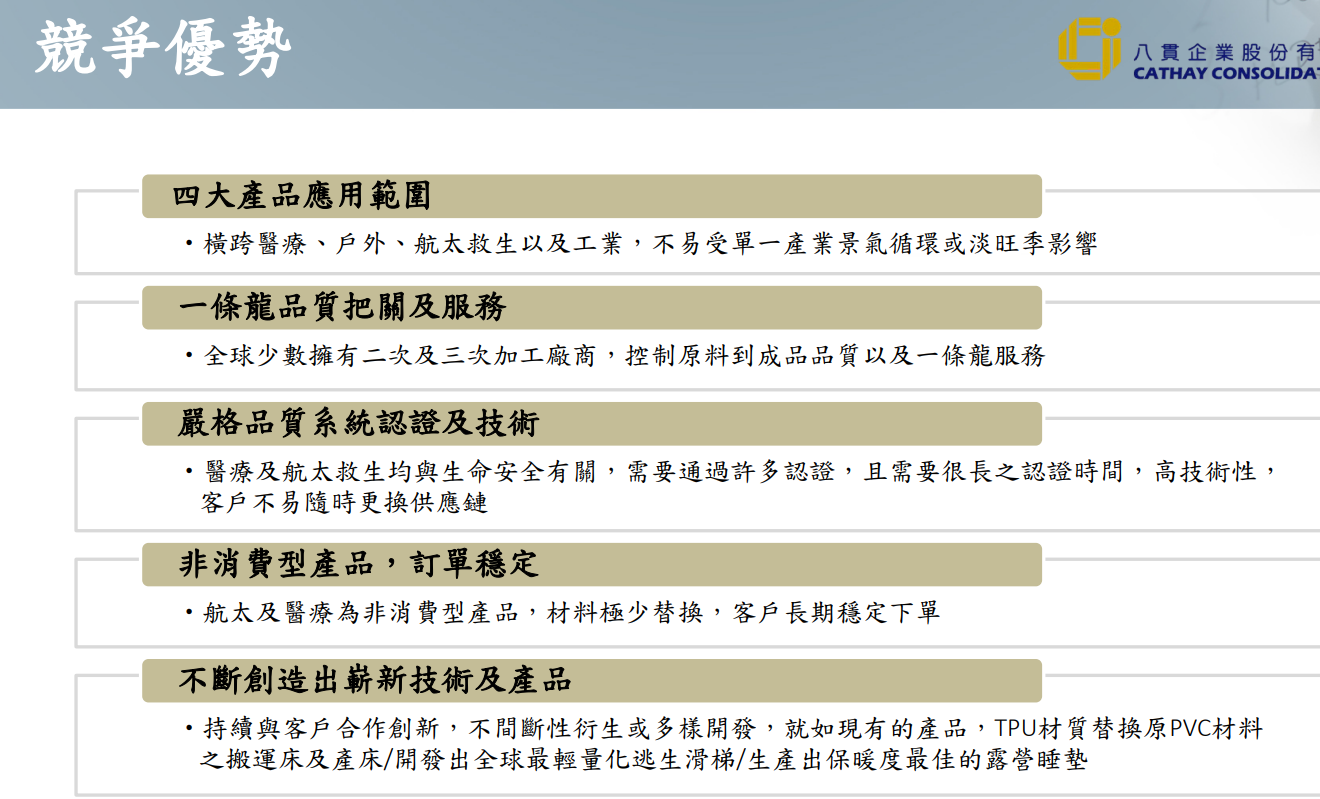 競爭優勢
八貫企業股份有
CATHAY CONSOLIDA
四大產品應用範圍
・橫跨醫療、戶外、航太救生以及工業，不易受單一產業景氣循環或淡旺季影響
一條龍品質把關及服務
・全球少數擁有二次及三次加工廠商，控制原料到成品品質以及一條龍服務
嚴格品質系統認證及技術
・醫療及航太救生均與生命安全有關，需要通過許多認證，且需要很長之認證時間，高技術性，
客戶不易隨時更換供應鏈
非消費型產品，訂單穩定
・航太及醫療為非消費型產品，材料極少替換，客戶長期穩定下單
不斷創造出嶄新技術及產品
・持續與客戶合作創新，不間斷性衍生或多樣開發，就如現有的產品，TPU材質替換原PVC材料
之搬運床及產床/開發出全球最輕量化逃生滑梯/生產出保暖度最佳的露營睡墊